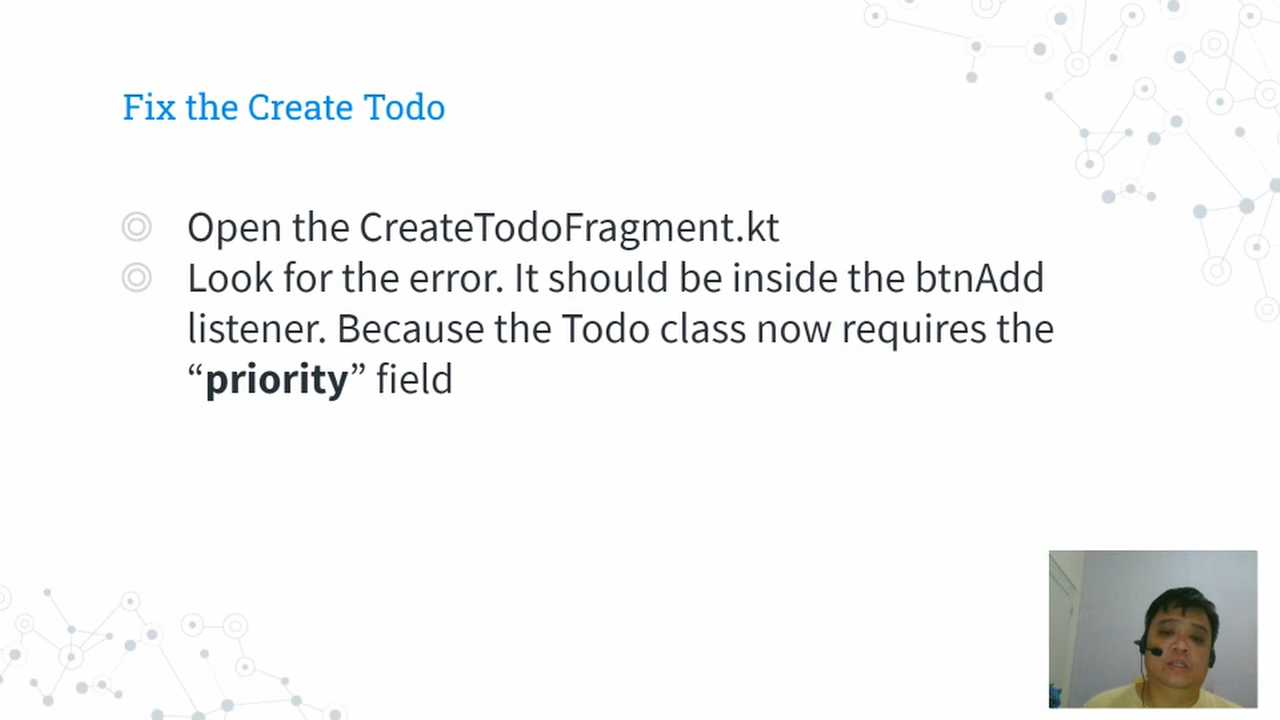 Fix the Create Todo
Open the CreateTodoFragment.kt
Look for the error. It should be inside the btnAdd
listener. Because the Todo class now requires the
“priority” field